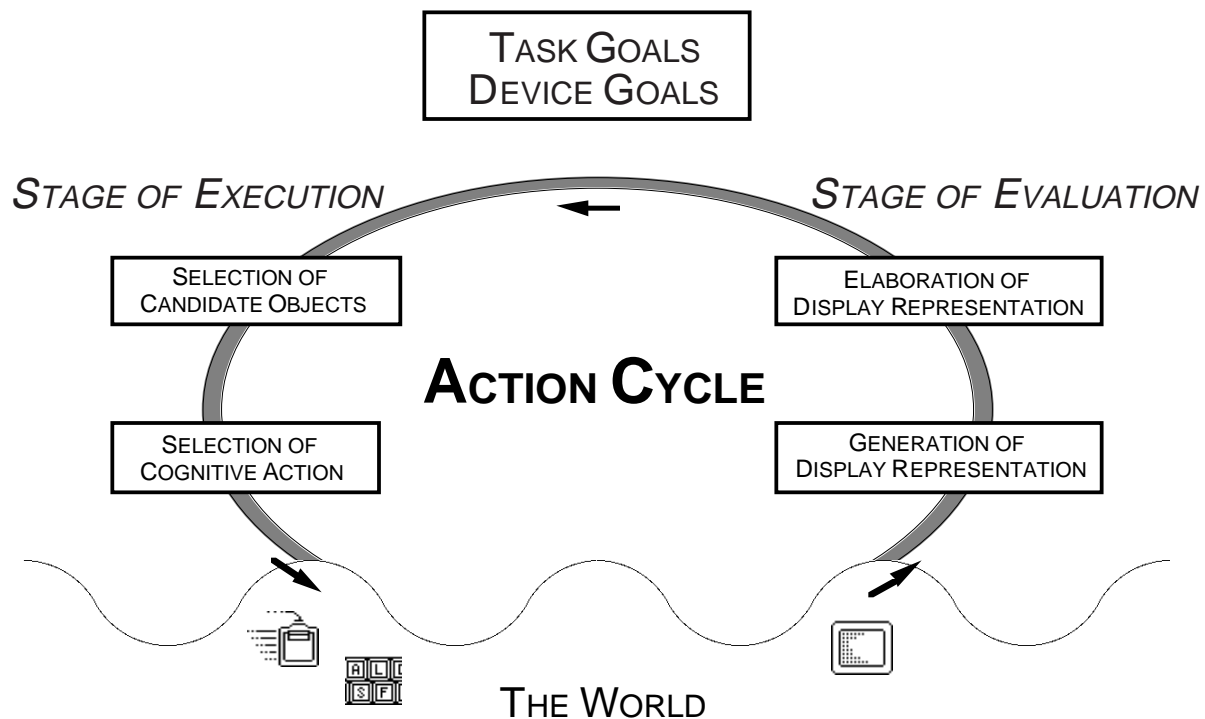 TASK GOALS
DEVICE GOALS
STAGE OF EXECUTION
STAGE OF EVALUATION
SELECTION OF
CANDIDATE OBJECTS
ELABORATION OF
DISPLAY REPRESENTATION
ACTION CYCLE
SELECTION OF
COGNITIVE ACTION
GENERATION OF
DISPLAY REPRESENTATION
A L
S F
THE WORLD